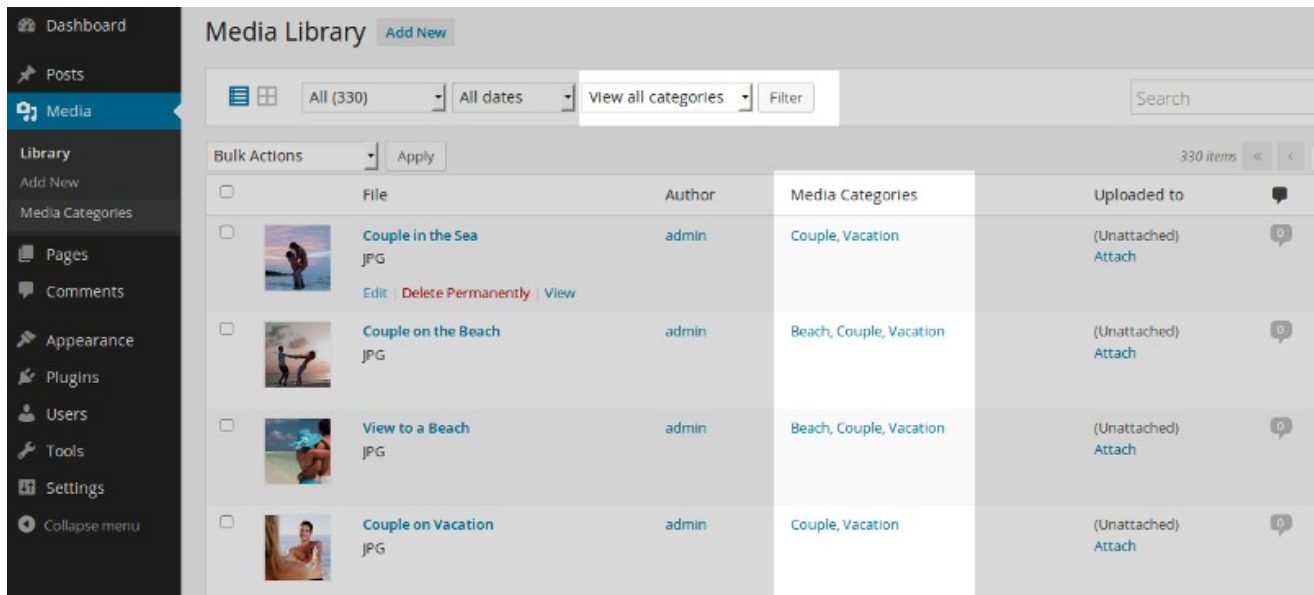 Dashboard
Posts
Media
Library
Add New
Media Categories
Pages
Comments
Appearance
Plugins
Users
Tools
Settings
Collapse menu
Media Library Add New
All (330) All dates View all categories Filter Search
Bulk Actions Apply 330 items « ‹
File Author Media Categories Uploaded to
Couple in the Sea admin Couple, Vacation (Unattached) 0
JPG Attach
Edit | Delete Permanently | View
Couple on the Beach admin Beach, Couple, Vacation (Unattached) 0
JPG Attach
View to a Beach admin Beach, Couple, Vacation (Unattached) 0
JPG Attach
Couple on Vacation admin Couple, Vacation (Unattached) 0
JPG Attach